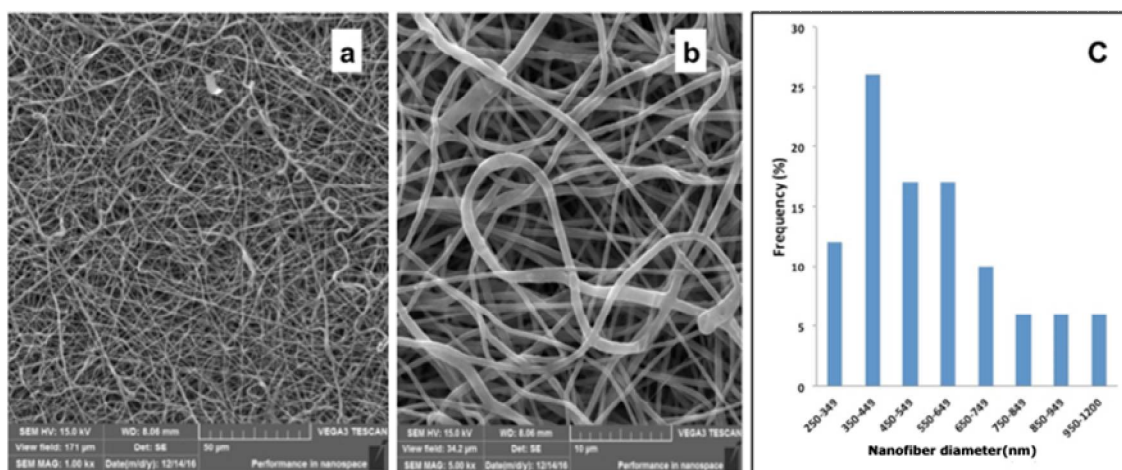 a
SEM HV: 15.0 kV
WD: 8.06 mm
VEGA3 TESCAN
View field: 171 µm
Det: SE
50 µm
SEM MAG: 1.00 kx
Date(m/d/y): 12/14/16
Performance in nanospace
b
SEM HV: 15.0 kV
WD: 8.06 mm
VEGA3 TESCAN
View field: 34.2 µm
Det: SE
10 µm
SEM MAG: 5.00 kx
Date(m/d/y): 12/14/16
Performance in nanospace
C
Frequency (%)
30
25
20
15
10
5
0
250-349
350-449
450-549
550-649
650-749
750-849
850-949
950-1200
Nanofiber diameter(nm)